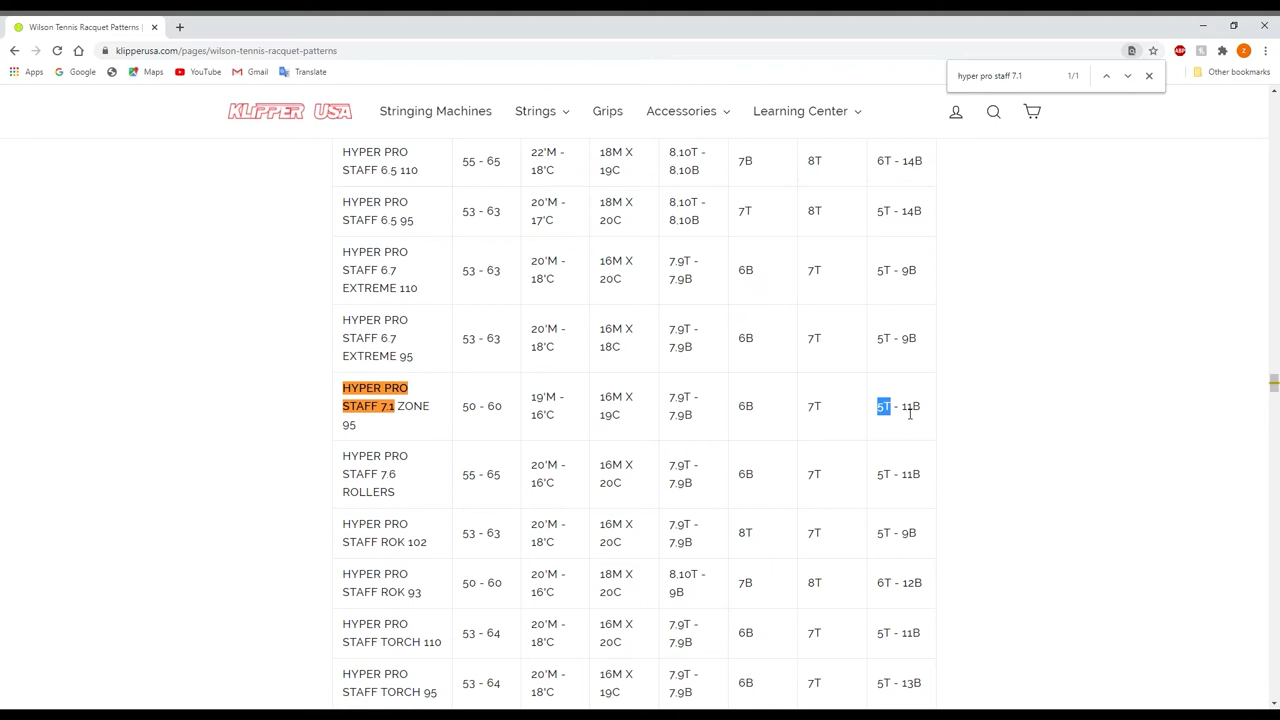 Wilson Tennis Racquet Patterns |
klipperusa.com/pages/wilson-tennis-racquet-patterns
ABP
Z
Apps
Google
Maps
YouTube
Gmail
Translate
Other bookmarks
hyper pro staff 7.1 1/1
KLIPPER USA
Stringing Machines
Strings
Grips
Accessories
Learning Center
HYPER PRO
STAFF 6.5 110
55 - 65
22'M -
18'C
18M X
19C
8,10T -
8,10B
7B
8T
6T - 14B
HYPER PRO
STAFF 6.5 95
53 - 63
20'M -
17'C
18M X
20C
8,10T -
8,10B
7T
8T
5T - 14B
HYPER PRO
STAFF 6.7
EXTREME 110
53 - 63
20'M -
18'C
16M X
20C
7,9T -
7,9B
6B
7T
5T - 9B
HYPER PRO
STAFF 6.7
EXTREME 95
53 - 63
20'M -
18'C
16M X
18C
7,9T -
7,9B
6B
7T
5T - 9B
HYPER PRO
STAFF 7.1 ZONE
95
50 - 60
19'M -
16'C
16M X
19C
7,9T -
7,9B
6B
7T
5T - 11B
HYPER PRO
STAFF 7.6
ROLLERS
55 - 65
20'M -
16'C
16M X
20C
7,9T -
7,9B
6B
7T
5T - 11B
HYPER PRO
STAFF ROK 102
53 - 63
20'M -
18'C
16M X
20C
7,9T -
7,9B
8T
7T
5T - 9B
HYPER PRO
STAFF ROK 93
50 - 60
20'M -
16'C
18M X
20C
8,10T -
9B
7B
8T
6T - 12B
HYPER PRO
STAFF TORCH 110
53 - 64
20'M -
18'C
16M X
20C
7,9T -
7,9B
6B
7T
5T - 11B
HYPER PRO
STAFF TORCH 95
53 - 64
20'M -
18'C
16M X
19C
7,9T -
7,9B
6B
7T
5T - 13B